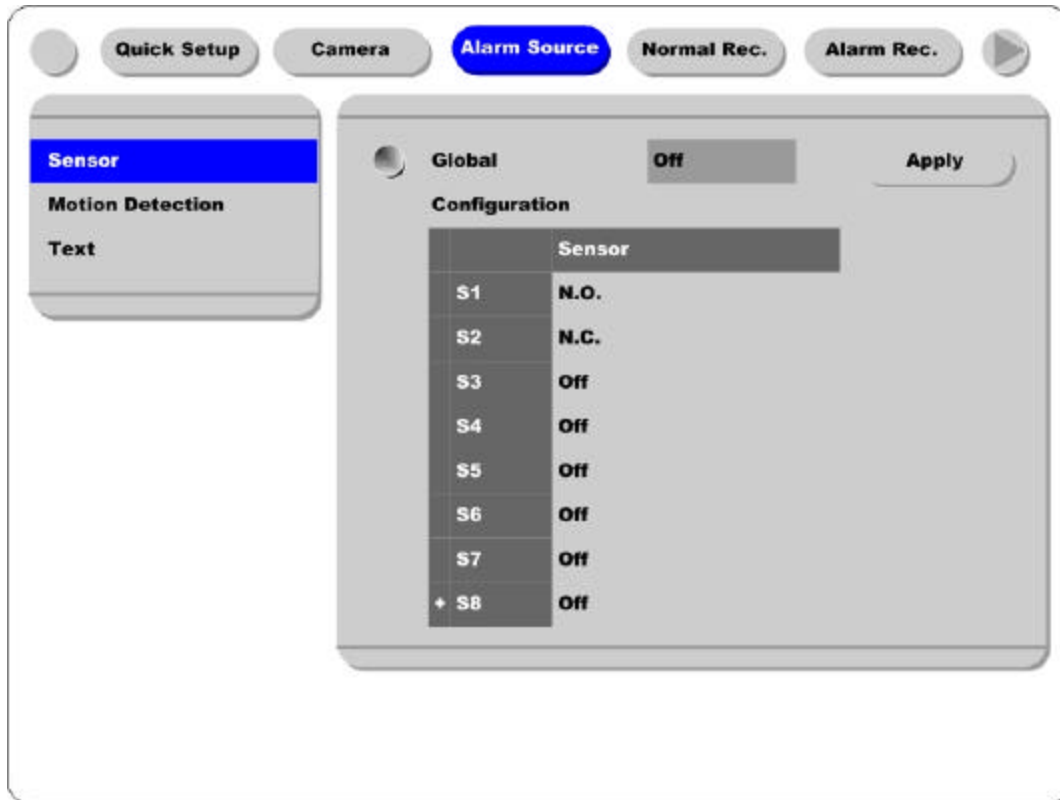 Quick Setup Camera Alarm Source Normal Rec. Alarm Rec.
Sensor
Motion Detection
Text
Global Off Apply
Configuration
Sensor
S1 N.O.
S2 N.C.
S3 Off
S4 Off
S5 Off
S6 Off
S7 Off
+ S8 Off